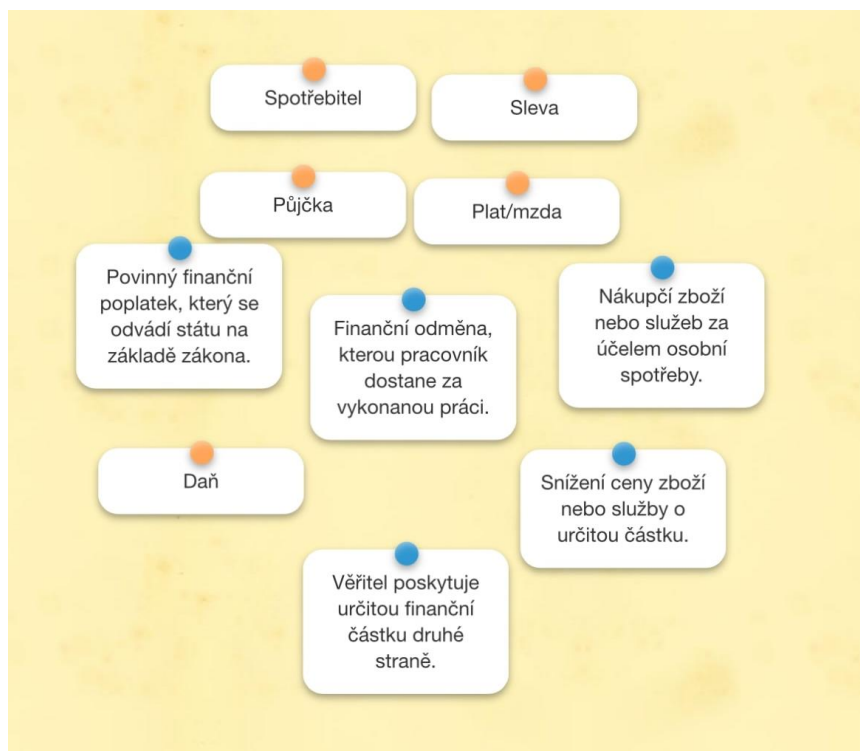 Spotřebitel
Sleva
Půjčka
Plat/mzda
Povinný finanční
poplatek, který se
odvádí státu na
základě zákona.
Finanční odměna,
kterou pracovník
dostane za
vykonanou práci.
Nákupčí zboží
nebo služeb za
účelem osobní
spotřeby.
Daň
Snížení ceny zboží
nebo služby o
určitou částku.
Věřitel poskytuje
určitou finanční
částku druhé
straně.